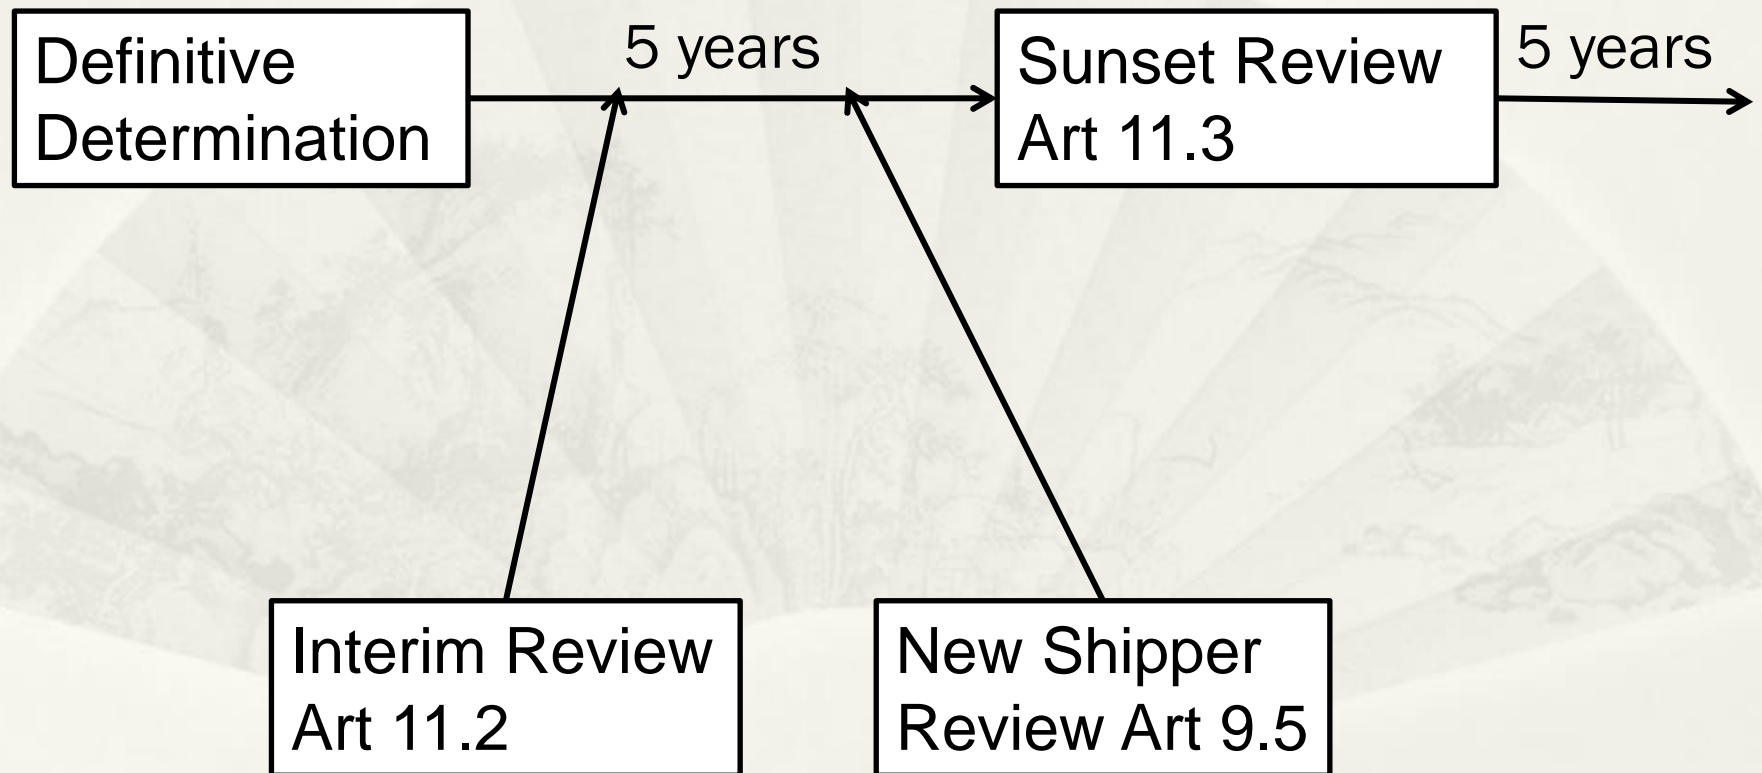 Definitive
Determination
5 years
Sunset Review
Art 11.3
5 years
Interim Review
Art 11.2
New Shipper
Review Art 9.5